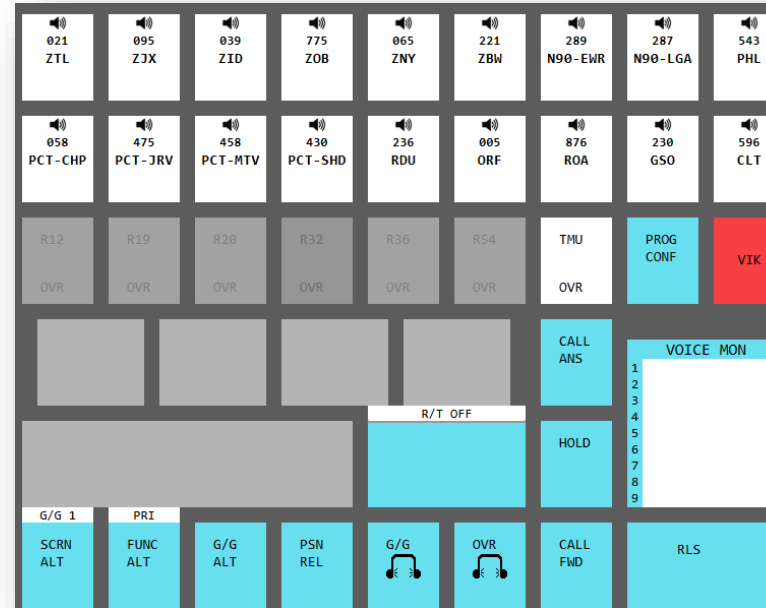 021 095 039 775 065 221 289 287 543
ZTL ZJX ZID ZOB ZNY ZBW N90-EWR N90-LGA PHL
058 475 458 430 236 005 876 230 596
PCT-CHP PCT-JRV PCT-MTV PCT-SHD RDU ORF ROA GSO CLT
R12 R19 R20 R32 R36 R54 TMU PROG
CONF
VIK
OVR OVR OVR OVR OVR OVR OVR
CALL
ANS
VOICE MON
1
2
3
4
5
6
7
8
9
R/T OFF
HOLD
G/G 1 PRI
SCRN FUNC G/G PSN G/G OVR CALL RLS
ALT ALT ALT REL FWD